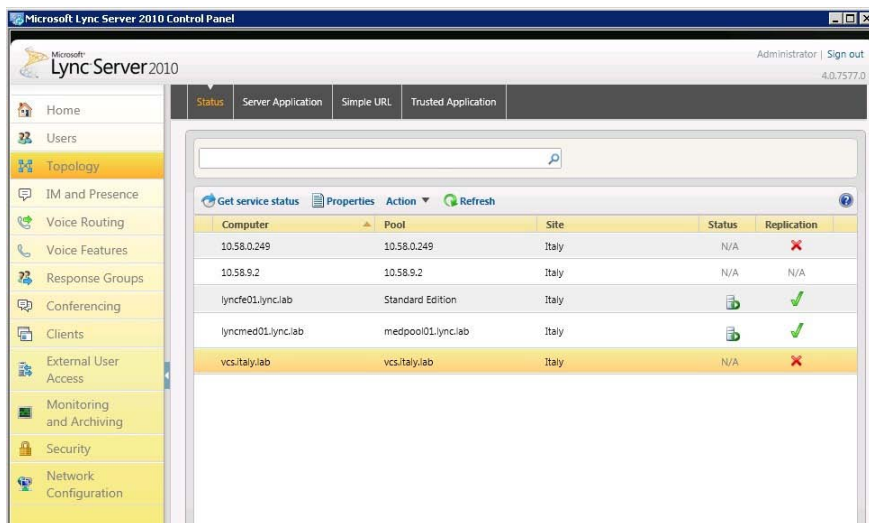 Microsoft Lync Server 2010 Control Panel
Microsoft
Lync Server 2010
Administrator | Sign out
4.0.7577.0
Home
Users
Topology
IM and Presence
Voice Routing
Voice Features
Response Groups
Conferencing
Clients
External User
Access
Monitoring
and Archiving
Security
Network
Configuration
Status Server Application Simple URL Trusted Application
Get service status Properties Action Refresh
Computer Pool Site Status Replication
10.58.0.249 10.58.0.249 Italy N/A
10.58.9.2 10.58.9.2 Italy N/A N/A
lyncfe01.lync.lab Standard Edition Italy
lyncmed01.lync.lab medpool01.lync.lab Italy
vcs.italy.lab vcs.italy.lab Italy N/A